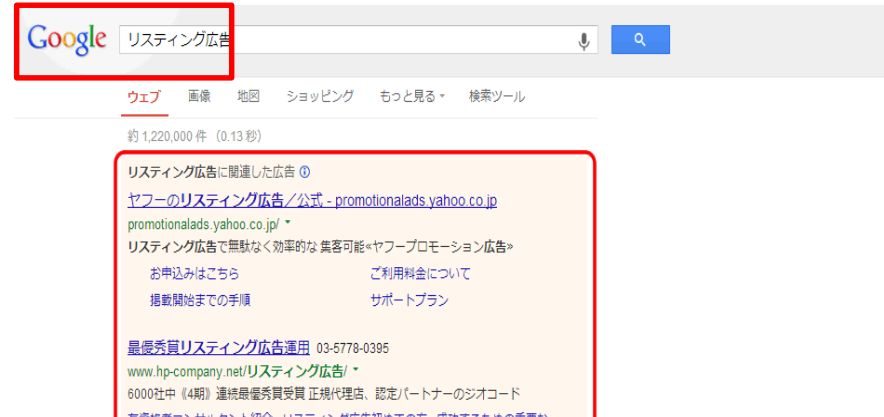 Google リスティング広告
ウェブ 画像 地図 ショッピング もっと見る 検索ツール
約 1,220,000 件 (0.13 秒)
リスティング広告に関連した広告
ヤフーのリスティング広告／公式 - promotionalads.yahoo.co.jp
promotionalads.yahoo.co.jp/
リスティング広告で無駄なく効率的な集客可能«ヤフープロモーション広告»
お申込みはこちら ご利用料金について
掲載開始までの手順 サポートプラン
最優秀賞リスティング広告運用 03-5778-0395
www.hp-company.net/リスティング広告/
6000社中《4期》連続最優秀賞受賞 正規代理店、認定パートナーのジオコード